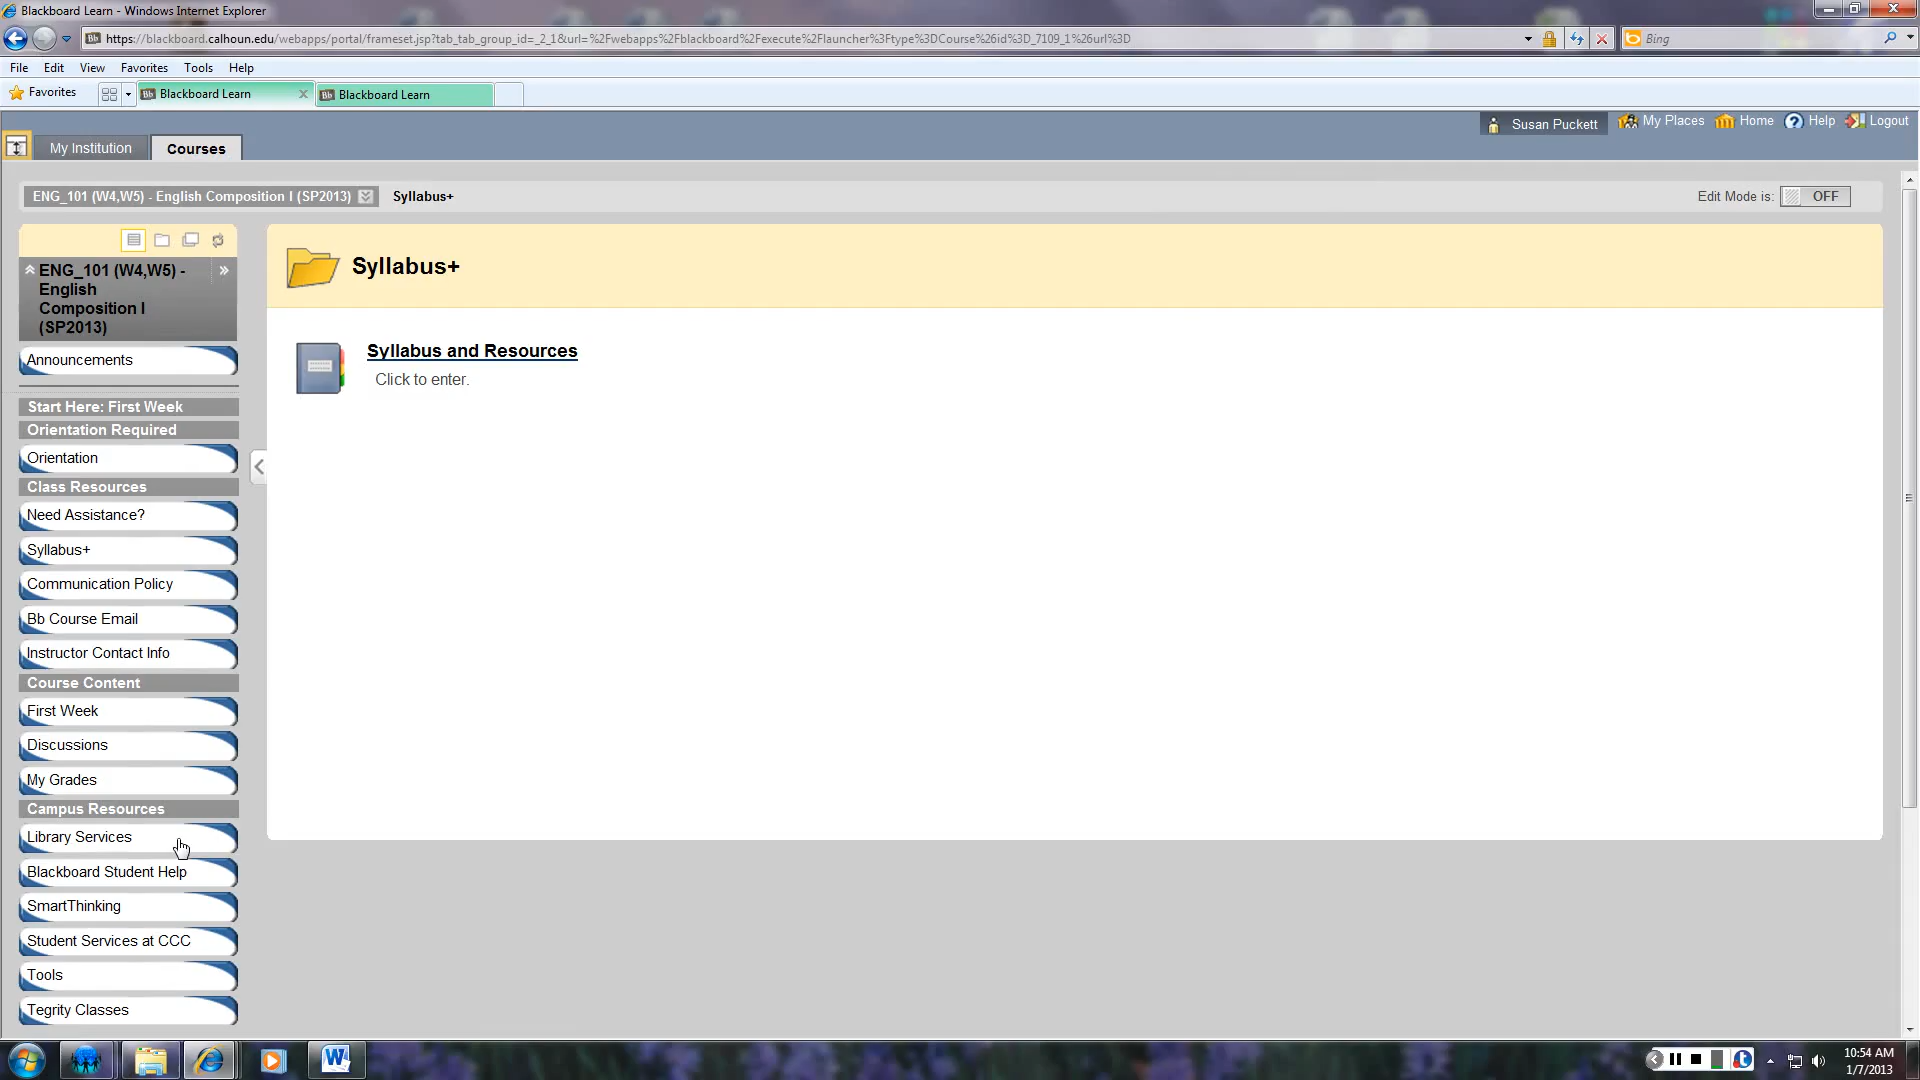 Blackboard Learn - Windows Internet Explorer
https://blackboard.calhoun.edu/webapps/portal/frameset.jsp?tab_tab_group_id=_2_1&url=%2Fwebapps%2Fblackboard%2Fexecute%2Flauncher%3Ftype%3DCourse%26id%3D_7109_1%26url%3D
Bing
File Edit View Favorites Tools Help
Favorites
Blackboard Learn
Blackboard Learn
Susan Puckett
My Places
Home
Help
Logout
My Institution
Courses
ENG_101 (W4,W5) - English Composition I (SP2013)
Syllabus+
Edit Mode is:
OFF
ENG_101 (W4,W5) -
English
Composition I
(SP2013)
Announcements
Start Here: First Week
Orientation Required
Orientation
Class Resources
Need Assistance?
Syllabus+
Communication Policy
Bb Course Email
Instructor Contact Info
Course Content
First Week
Discussions
My Grades
Campus Resources
Library Services
Blackboard Student Help
SmartThinking
Student Services at CCC
Tools
Tegrity Classes
Syllabus+
Syllabus and Resources
Click to enter.
10:54 AM
1/7/2013